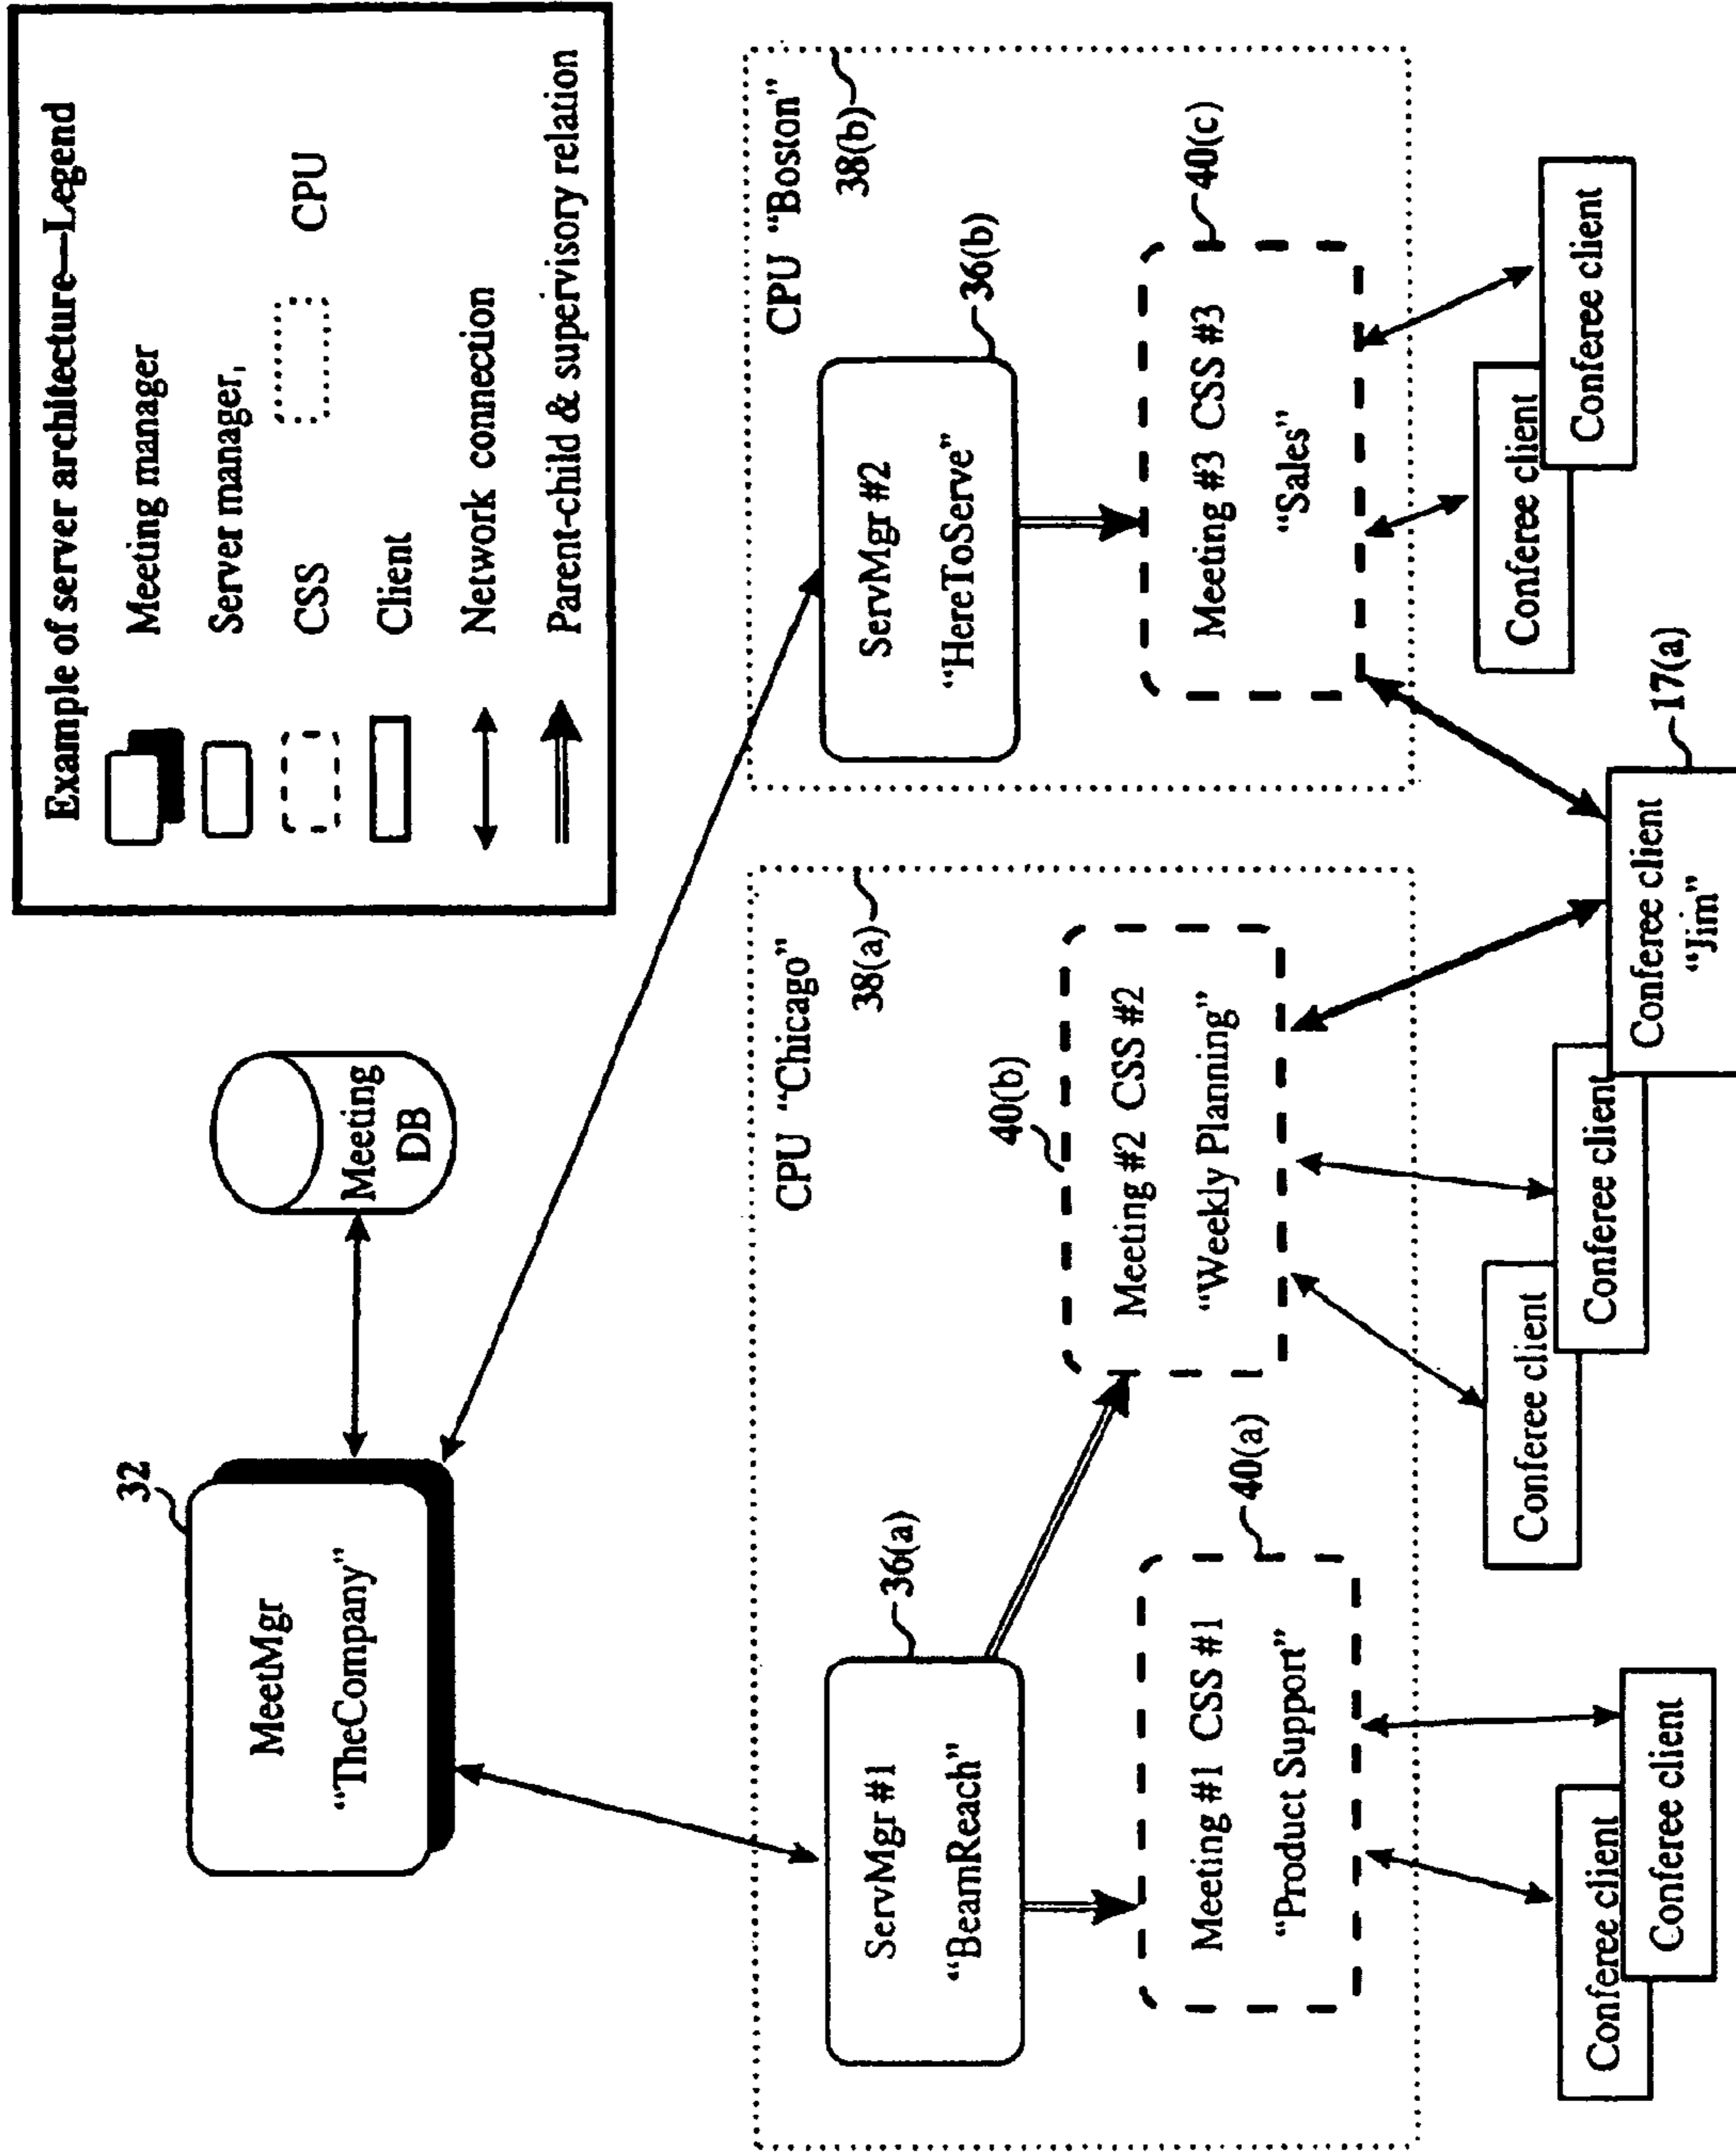 Example of server architecture—Legend
Meeting manager
Server manager,
CSS
CPU
Client
Network connection
Parent-child & supervisory relation
32
MeetMgr
"TheCompany"
Meeting
DB
CPU "Chicago"
38(a)
ServMgr #1
"BeamReach"
36(a)
40(b)
Meeting #2 CSS #2
"Weekly Planning"
Meeting #1 CSS #1
"Product Support"
40(a)
CPU "Boston"
38(b)
ServMgr #2
"HereToServe"
36(b)
Meeting #3 CSS #3
"Sales"
40(c)
Conferee client
Conferee client
Conferee client
Conferee client
Conferee client
"Jim"
17(a)
Conferee client
Conferee client